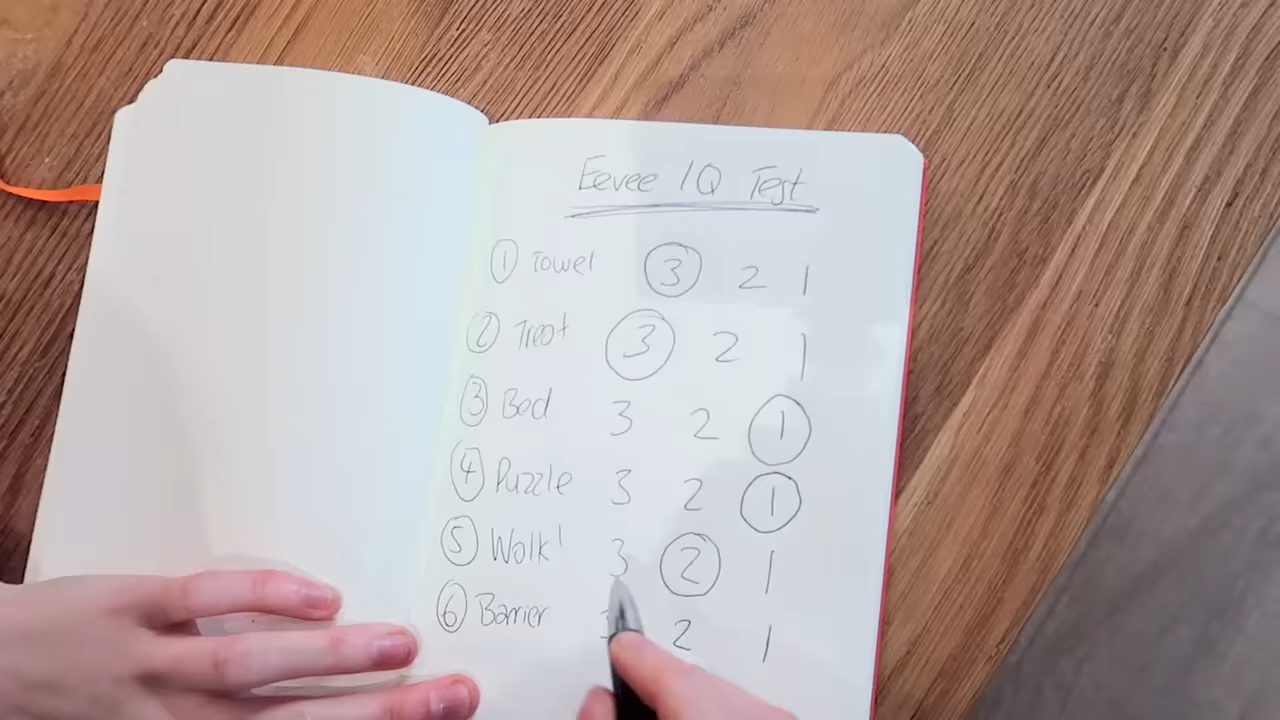 Eevee IQ Test
① Towel 3 2 1
② Treat 3 2 1
③ Bed 3 2 1
④ Puzzle 3 2 1
⑤ Walk! 3 2 1
⑥ Barrier 3 2 1